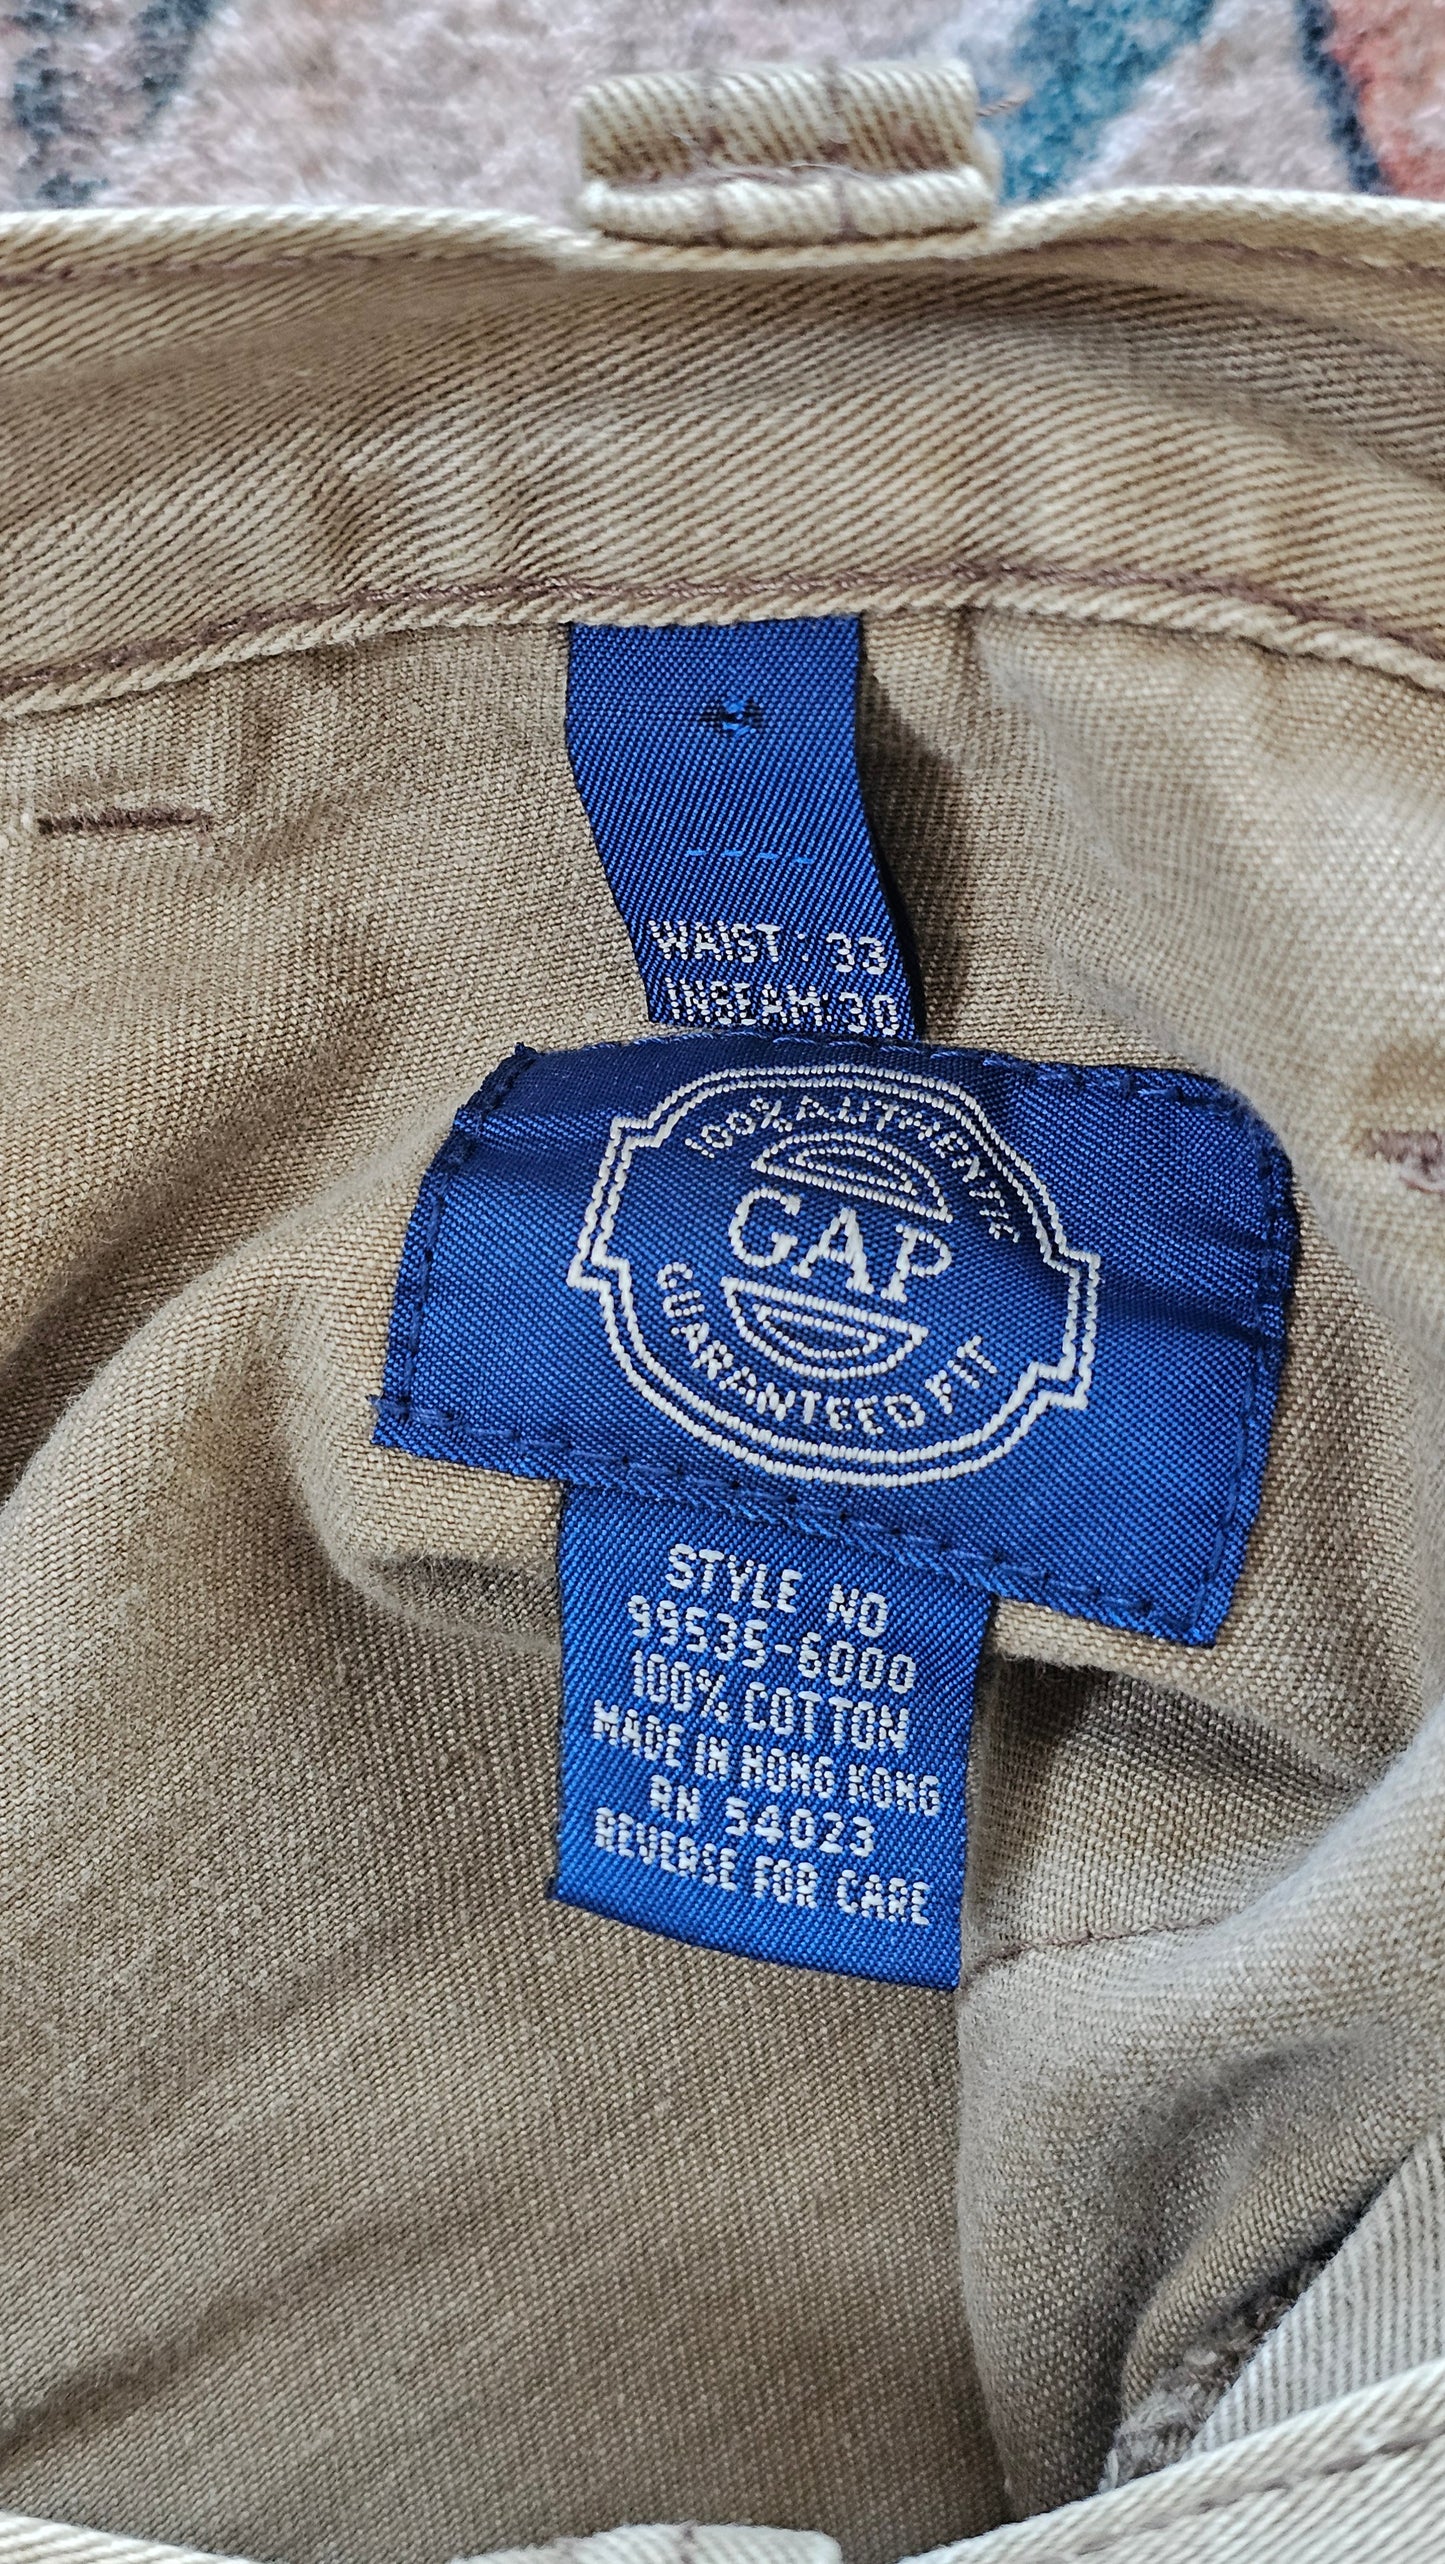 WAIST : 33
INSEAM:30
100% AUTHENTIC
GAP
GUARANTEED FIT
STYLE NO
99535-6000
100% COTTON
MADE IN HONG KONG
RN 54023
REVERSE FOR CARE